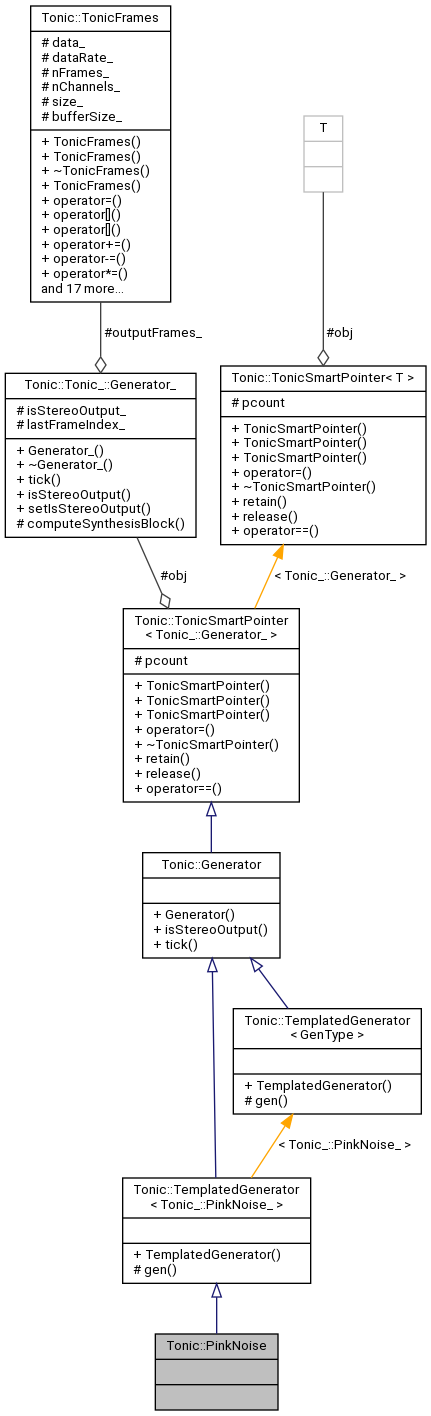 Tonic::TonicFrames
# data_
# dataRate_
# nFrames_
# nChannels_
# size_
# bufferSize_
+ TonicFrames()
+ TonicFrames()
+ ~TonicFrames()
+ TonicFrames()
+ operator=()
+ operator[]()
+ operator[]()
+ operator+=()
+ operator-=()
+ operator*=()
and 17 more...
T
#outputFrames_
#obj
Tonic::Tonic_::Generator_
# isStereoOutput_
# lastFrameIndex_
+ Generator_()
+ ~Generator_()
+ tick()
+ isStereoOutput()
+ setIsStereoOutput()
# computeSynthesisBlock()
Tonic::TonicSmartPointer< T >
# pcount
+ TonicSmartPointer()
+ TonicSmartPointer()
+ TonicSmartPointer()
+ operator=()
+ ~TonicSmartPointer()
+ retain()
+ release()
+ operator==()
#obj
< Tonic_::Generator_ >
Tonic::TonicSmartPointer
< Tonic_::Generator_ >
# pcount
+ TonicSmartPointer()
+ TonicSmartPointer()
+ TonicSmartPointer()
+ operator=()
+ ~TonicSmartPointer()
+ retain()
+ release()
+ operator==()
Tonic::Generator
+ Generator()
+ isStereoOutput()
+ tick()
Tonic::TemplatedGenerator
< GenType >
+ TemplatedGenerator()
# gen()
< Tonic_::PinkNoise_ >
Tonic::TemplatedGenerator
< Tonic_::PinkNoise_ >
+ TemplatedGenerator()
# gen()
Tonic::PinkNoise